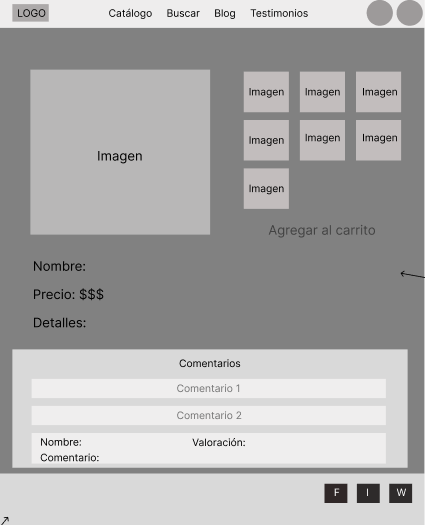 LOGO Catálogo Buscar Blog Testimonios
Imagen
Imagen Imagen Imagen
Imagen Imagen Imagen
Imagen
Agregar al carrito
Nombre:
Precio: $$$
Detalles:
Comentarios
Comentario 1
Comentario 2
Nombre: Valoración:
Comentario:
F I W